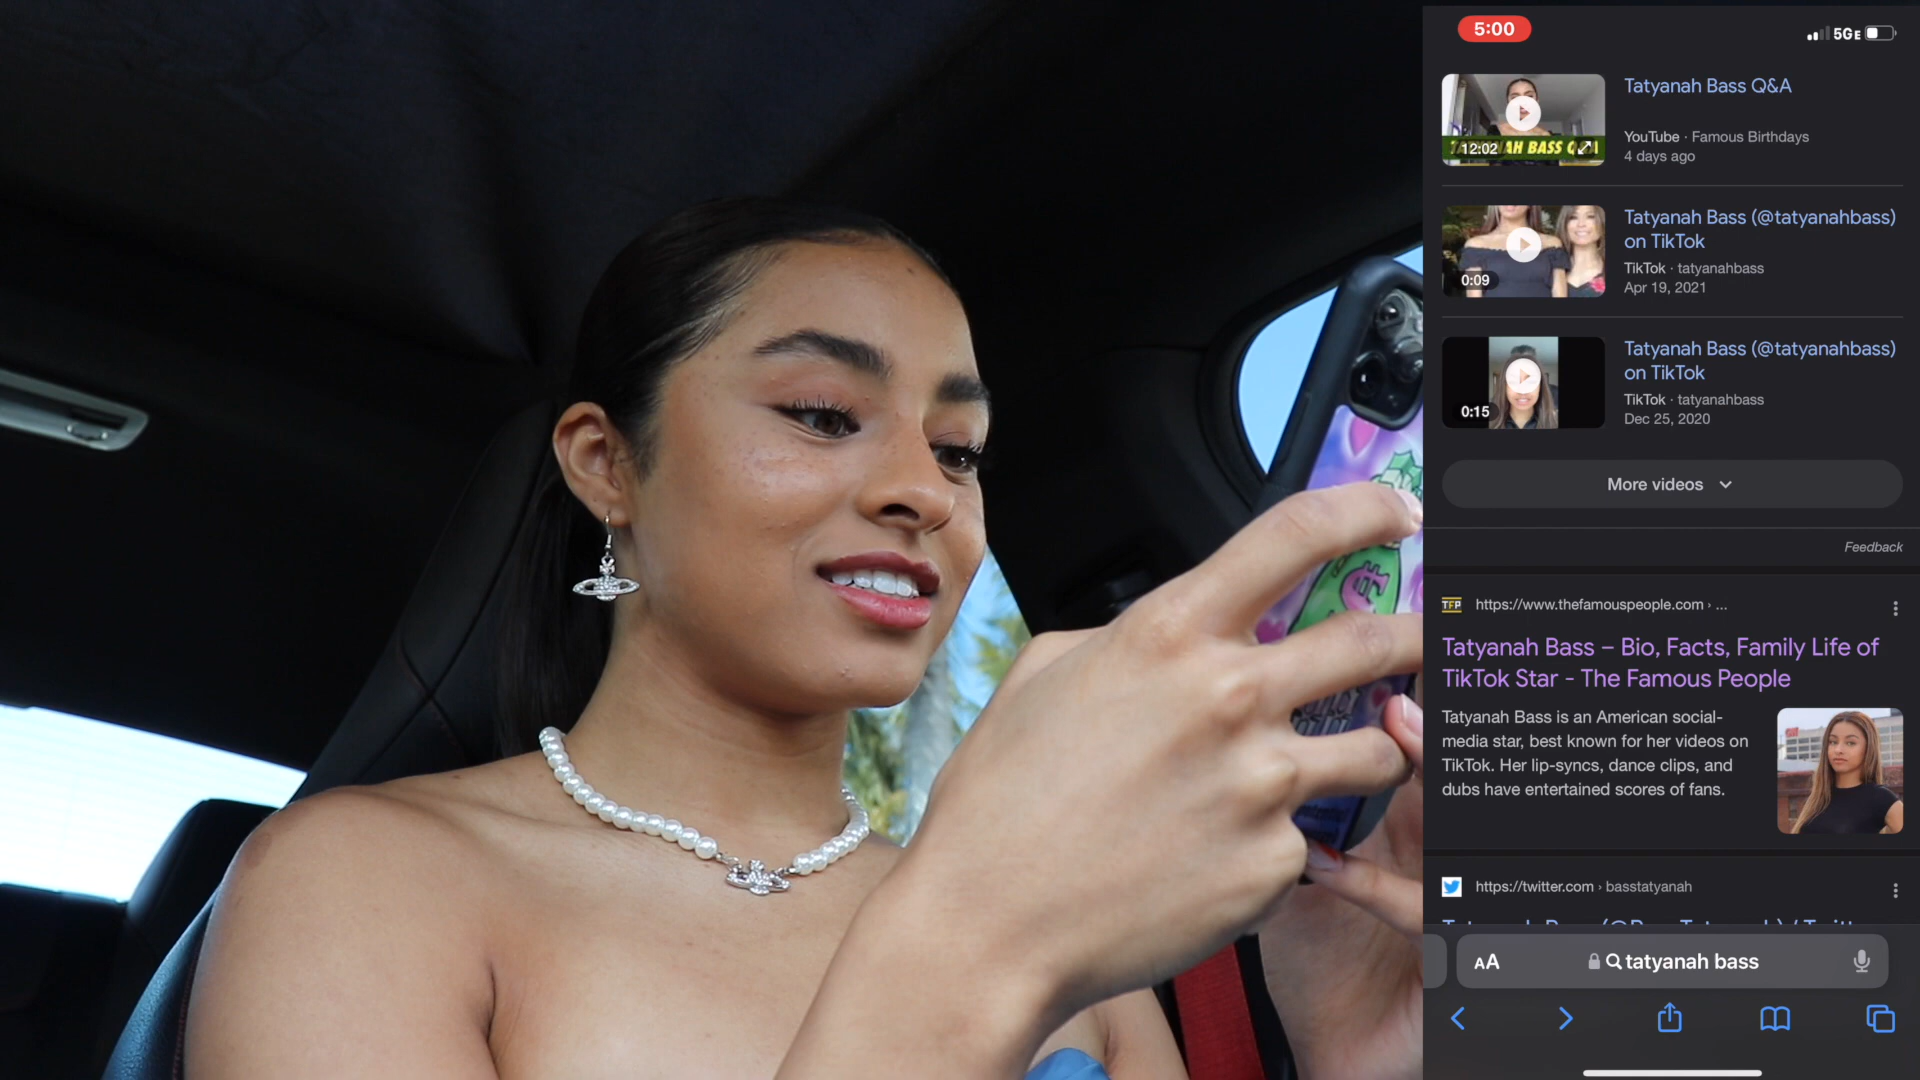 5:00
5GE
Tatyanah Bass Q&A
12:02
BASS
YouTube · Famous Birthdays
4 days ago
Tatyanah Bass (@tatyanahbass)
on TikTok
0:09
TikTok · tatyanahbass
Apr 19, 2021
Tatyanah Bass (@tatyanahbass)
on TikTok
0:15
TikTok · tatyanahbass
Dec 25, 2020
More videos
Feedback
TFP
https://www.thefamouspeople.com › ...
Tatyanah Bass – Bio, Facts, Family Life of
TikTok Star - The Famous People
Tatyanah Bass is an American social-
media star, best known for her videos on
TikTok. Her lip-syncs, dance clips, and
dubs have entertained scores of fans.
https://twitter.com › basstatyanah
AA
tatyanah bass
$